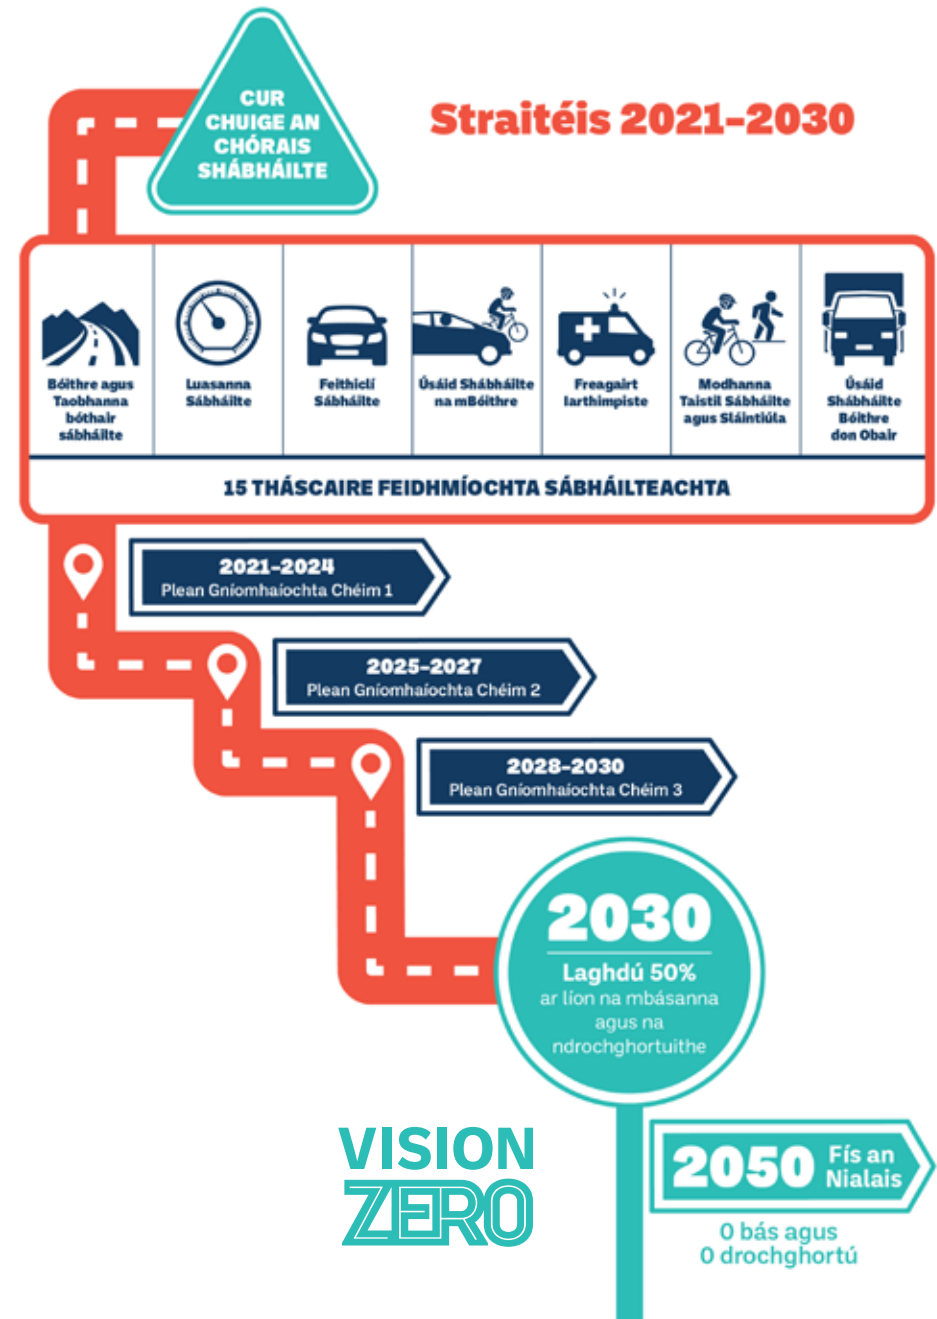 CUR
CHUIGE AN
CHÓRAIS
SHÁBHÁILTE
Straitéis 2021–2030
Bóithre agus
Taobhanna
bóthair
sábháilte
Luasanna
Sábháilte
Feithiclí
Sábháilte
Úsáid Shábháilte
na mBóithre
Freagairt
Iarthimpiste
Modhanna
Taistil Sábháilte
agus Sláintiúla
Úsáid
Shábháilte
Bóithre
don Obair
15 THÁSCAIRE FEIDHMÍOCHTA SÁBHÁILTEACHTA
2021–2024
Plean Gníomhaíochta Chéim 1
2025–2027
Plean Gníomhaíochta Chéim 2
2028–2030
Plean Gníomhaíochta Chéim 3
2030
Laghdú 50%
ar líon na mbásanna
agus na
ndrochghortuithe
VISION
ZERO
2050 Fís an
Nialais
0 bás agus
0 drochghortú